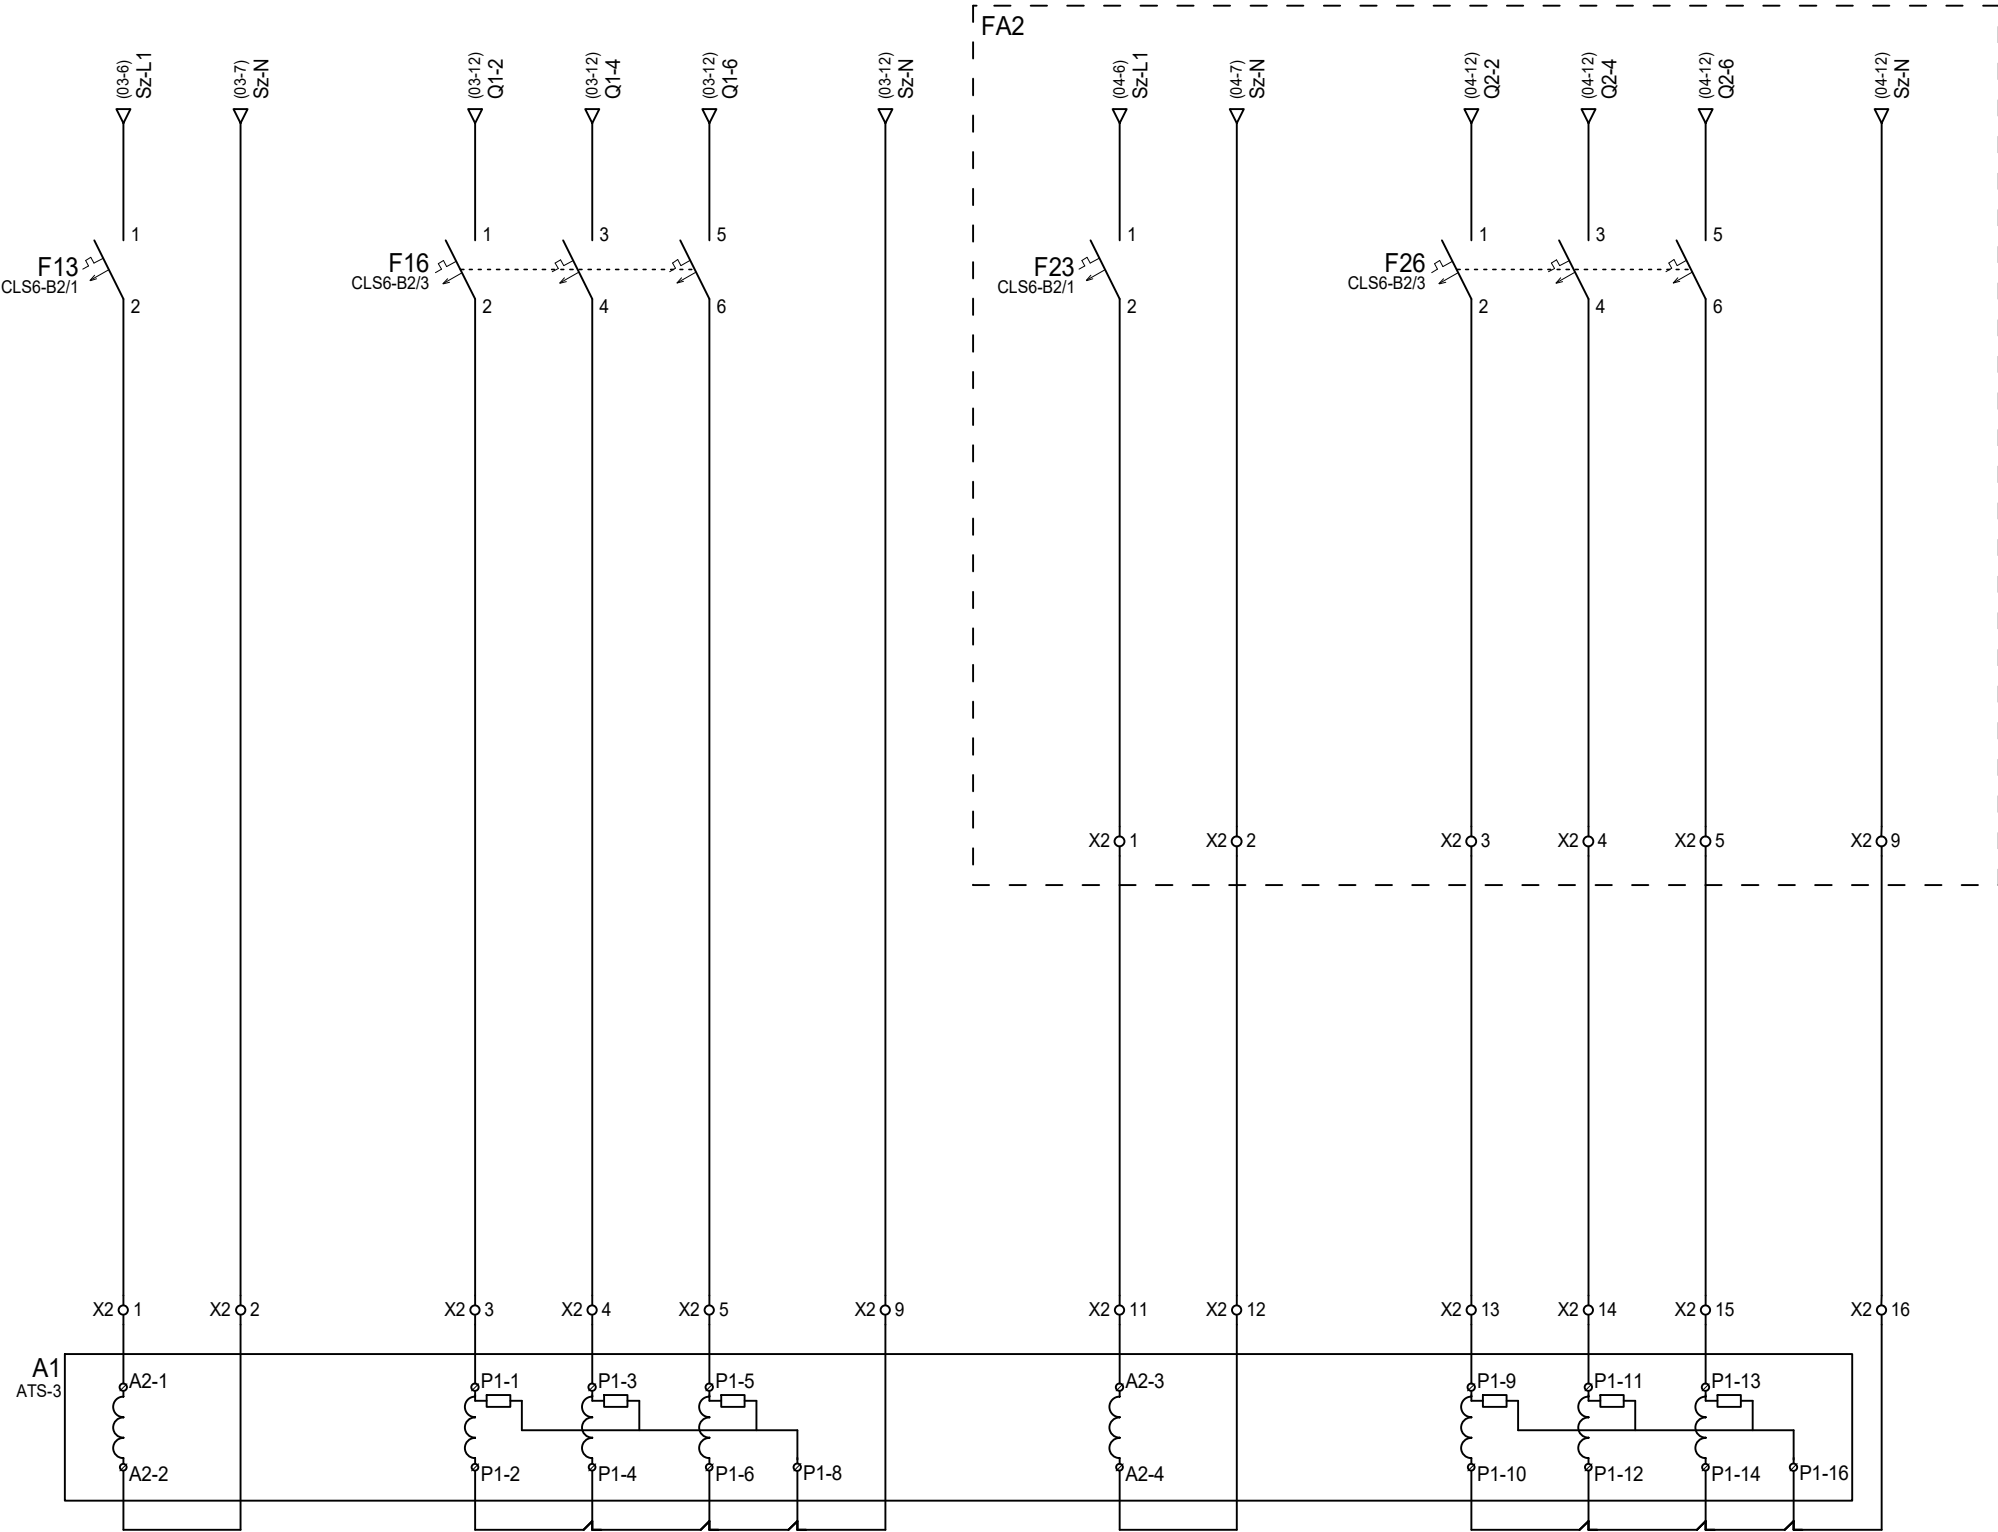 FA2
(03-6)
Sz-L1
(03-7)
Sz-N
(03-12)
Q1-2
(03-12)
Q1-4
(03-12)
Q1-6
(03-12)
Sz-N
(04-6)
Sz-L1
(04-7)
Sz-N
(04-12)
Q2-2
(04-12)
Q2-4
(04-12)
Q2-6
(04-12)
Sz-N
1
F13
CLS6-B2/1
2
1 3 5
F16
CLS6-B2/3
2 4 6
1
F23
CLS6-B2/1
2
1 3 5
F26
CLS6-B2/3
2 4 6
X2 1 X2 2 X2 3 X2 4 X2 5 X2 9
X2 1 X2 2 X2 3 X2 4 X2 5 X2 9 X2 11 X2 12 X2 13 X2 14 X2 15 X2 16
A1
ATS-3
A2-1 P1-1 P1-3 P1-5 A2-3 P1-9 P1-11 P1-13
A2-2 P1-2 P1-4 P1-6 P1-8 A2-4 P1-10 P1-12 P1-14 P1-16